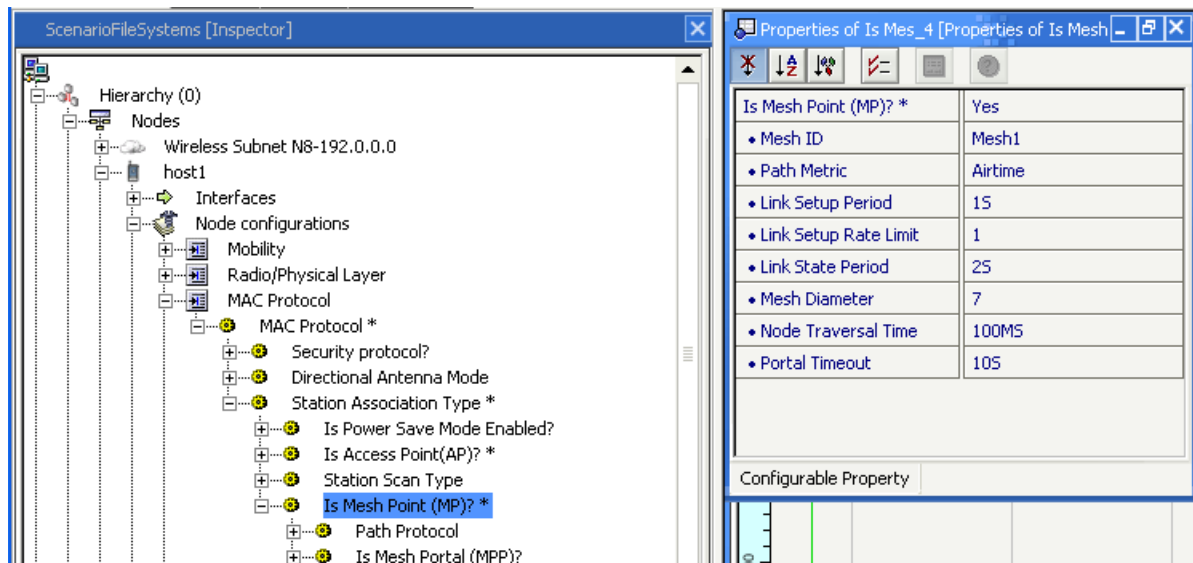 ScenarioFileSystems [Inspector]
Hierarchy (0)
Nodes
Wireless Subnet N8-192.0.0.0
host1
Interfaces
Node configurations
Mobility
Radio/Physical Layer
MAC Protocol
MAC Protocol *
Security protocol?
Directional Antenna Mode
Station Association Type *
Is Power Save Mode Enabled?
Is Access Point(AP)? *
Station Scan Type
Is Mesh Point (MP)? *
Path Protocol
Is Mesh Portal (MPP)?
Properties of Is Mes_4 [Properties of Is Mesh
Is Mesh Point (MP)? * Yes
• Mesh ID Mesh1
• Path Metric Airtime
• Link Setup Period 1S
• Link Setup Rate Limit 1
• Link State Period 2S
• Mesh Diameter 7
• Node Traversal Time 100MS
• Portal Timeout 10S
Configurable Property